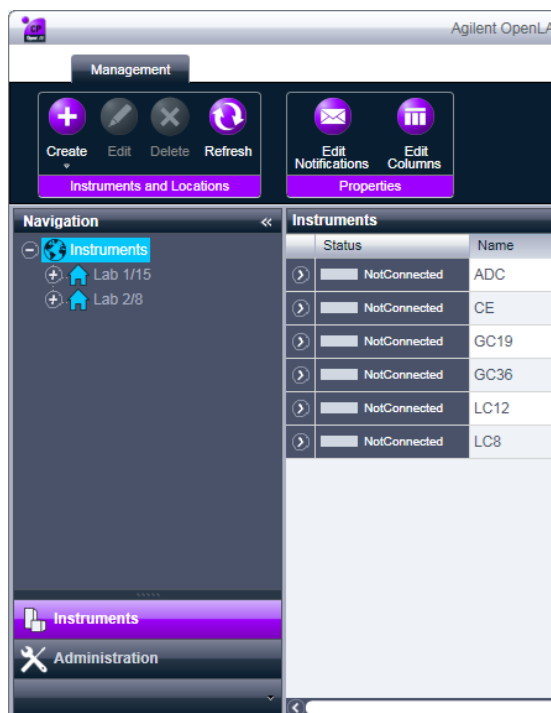 CP
Agilent OpenLA
Management
Create Edit Delete Refresh
Instruments and Locations
Edit Notifications
Edit Columns
Properties
Navigation
Instruments
Lab 1/15
Lab 2/8
Instruments
Administration
Instruments
Status Name
NotConnected ADC
NotConnected CE
NotConnected GC19
NotConnected GC36
NotConnected LC12
NotConnected LC8